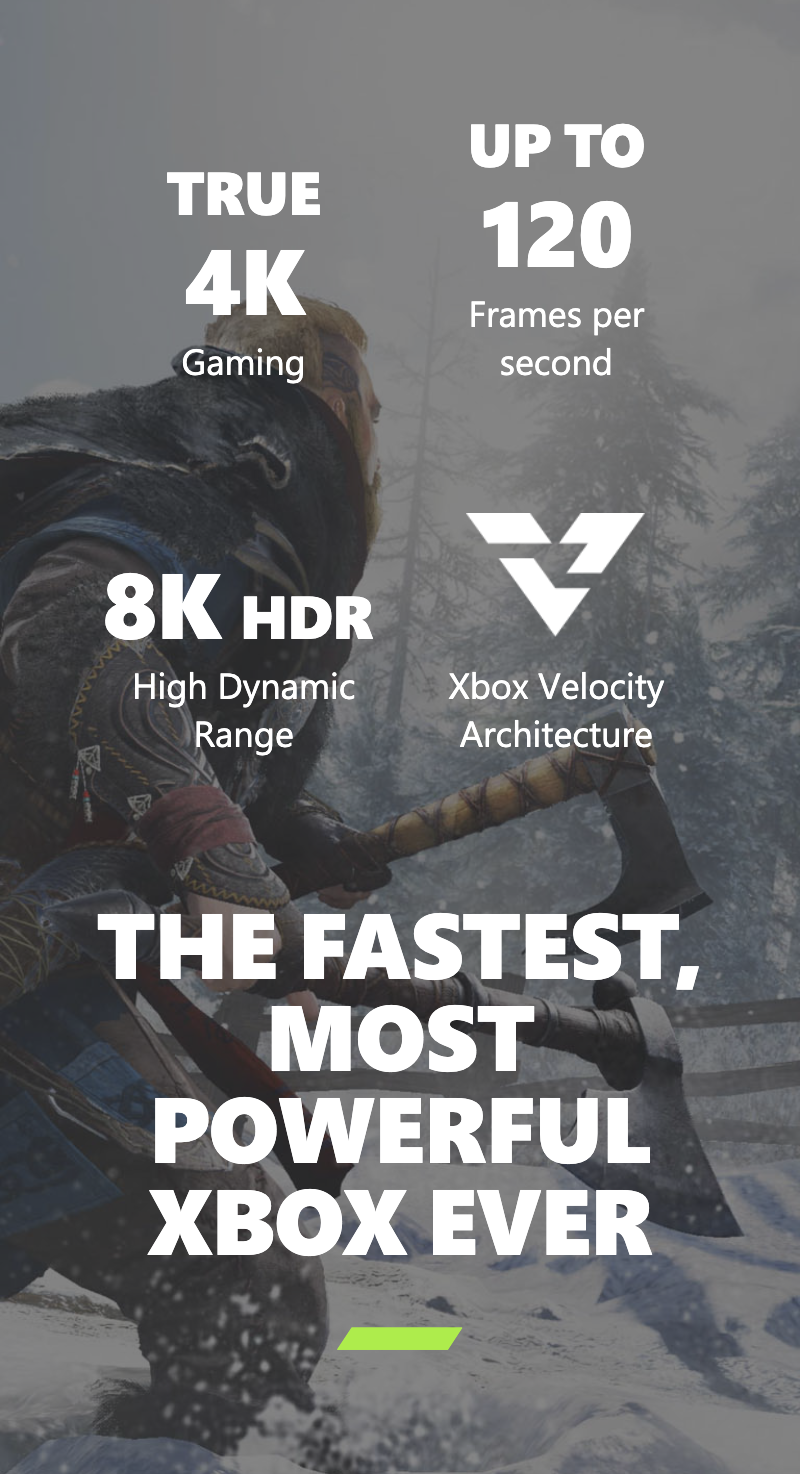 TRUE
4K
Gaming
UP TO
120
Frames per
second
8K HDR
High Dynamic
Range
Xbox Velocity
Architecture
THE FASTEST,
MOST
POWERFUL
XBOX EVER